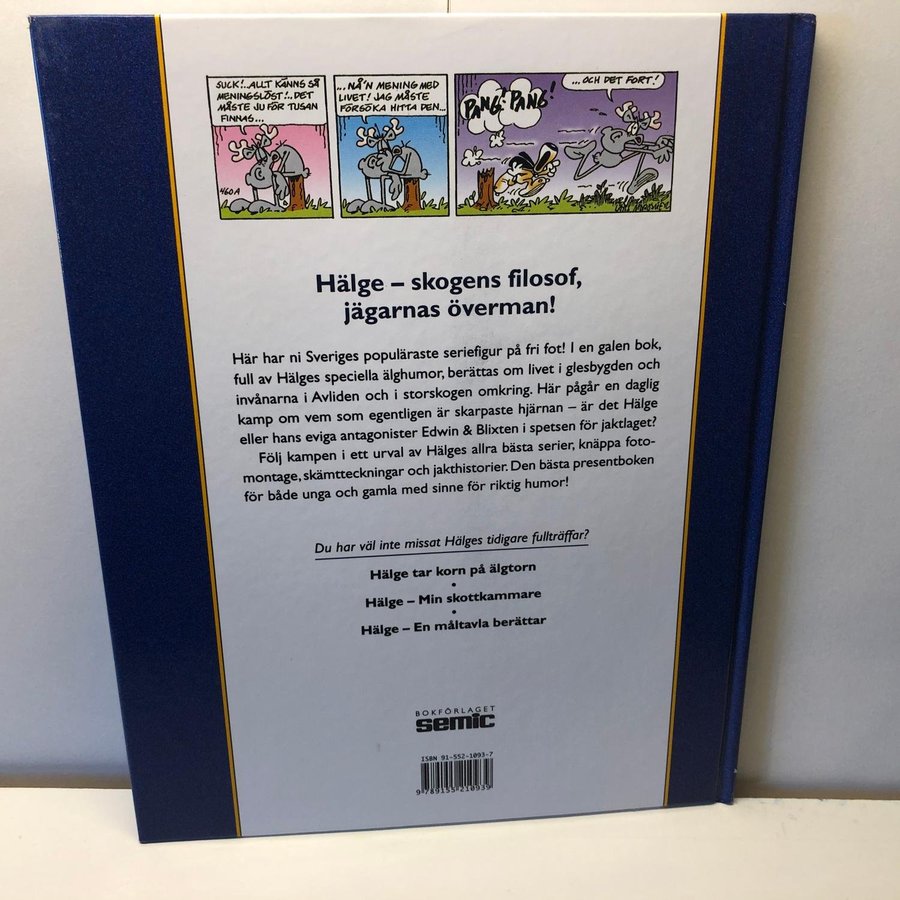 SUCK!..ALLT KÄNNS SÅ
MENINGSLÖST!..DET
MÅSTE JU FÖR TUSAN
FINNAS...
460A
...NÅ'N MENING MED
LIVET! JAG MÅSTE
FÖRSÖKA HITTA DEN...
PANG! PANG!
...OCH DET FORT!
Hälge – skogens filosof,
jägarnas överman!
Här har ni Sveriges populäraste seriefigur på fri fot! I en galen bok,
full av Hälges speciella älghumor, berättas om livet i glesbygden och
invånarna i Avliden och i storskogen omkring. Här pågår en daglig
kamp om vem som egentligen är skarpaste hjärnan – är det Hälge
eller hans eviga antagonister Edwin & Blixten i spetsen för jaktlaget?
Följ kampen i ett urval av Hälges allra bästa serier, knäppa foto-
montage, skämtteckningar och jakthistorier. Den bästa presentboken
för både unga och gamla med sinne för riktig humor!
Du har väl inte missat Hälges tidigare fullträffar?
Hälge tar korn på älgtorn
•
Hälge – Min skottkammare
•
Hälge – En måltavla berättar
BOKFÖRLAGET
semic
ISBN 91-552-1093-7
9 789155 210939